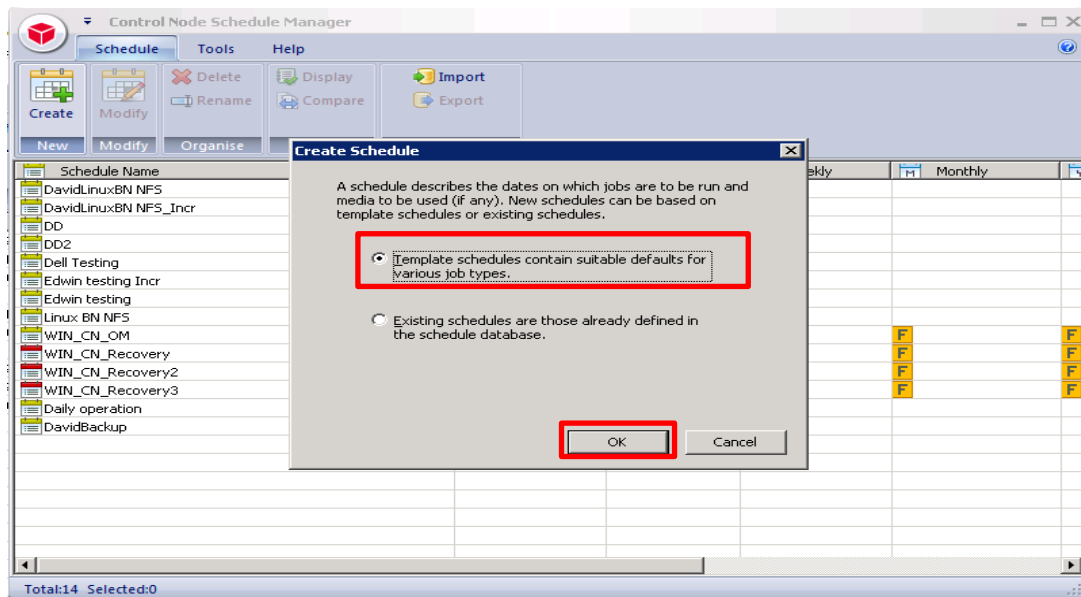 Control Node Schedule Manager
Schedule Tools Help
Delete Display Import
Create Modify Rename Compare Export
New Modify Organise
Create Schedule
Schedule Name ekly M Monthly
A schedule describes the dates on which jobs are to be run and
media to be used (if any). New schedules can be based on
template schedules or existing schedules.
Template schedules contain suitable defaults for
various job types.
Existing schedules are those already defined in
the schedule database.
OK Cancel
DavidLinuxBN NFS
DavidLinuxBN NFS_Incr
DD
DD2
Dell Testing
Edwin testing Incr
Edwin testing
Linux BN NFS
WIN_CN_OM F F
WIN_CN_Recovery F F
WIN_CN_Recovery2 F F
WIN_CN_Recovery3 F F
Daily operation
DavidBackup
Total:14 Selected:0